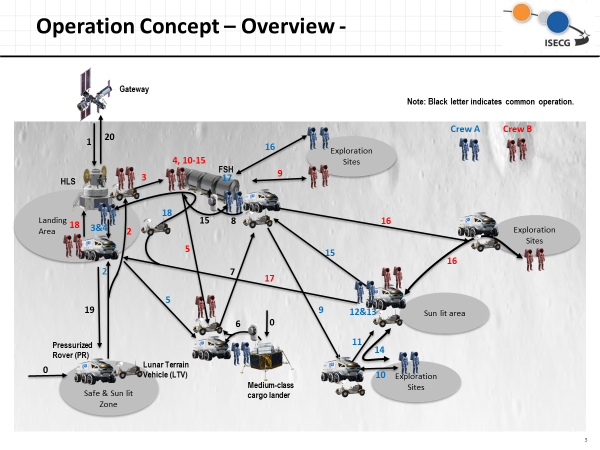 Operation Concept – Overview -
ISECG
Gateway
Note: Black letter indicates common operation.
1
20
Crew A
Crew B
16
Exploration
Sites
3
4, 10-15
FSH
17
9
HLS
Landing
Area
18
3&4
2
18
15
8
16
Exploration
Sites
5
15
16
2
7
17
5
9
12&13
Sun lit area
19
6
0
11
14
Pressurized
Rover (PR)
0
Lunar Terrain
Vehicle (LTV)
Medium-class
cargo lander
10
Exploration
Sites
Safe & Sun lit
Zone